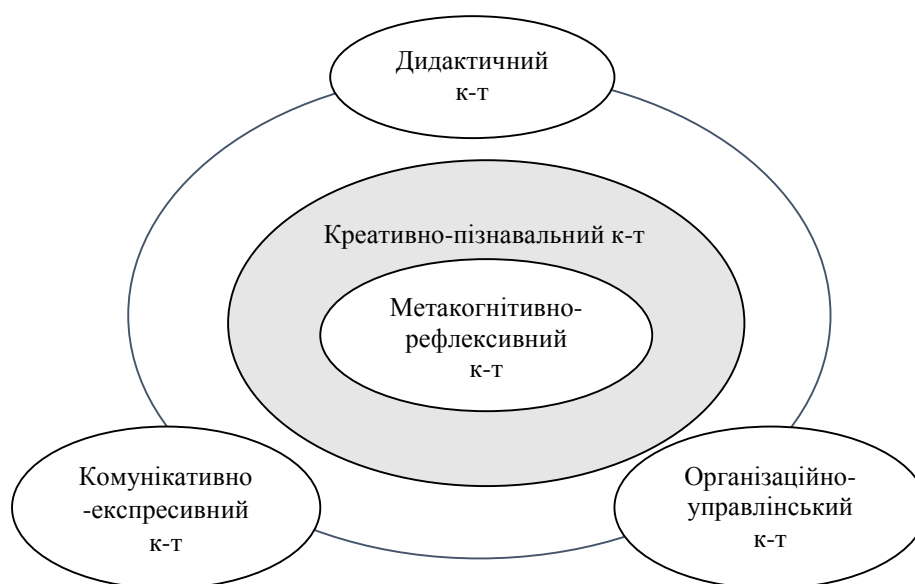 Дидактичний
к-т
Креативно-пізнавальний к-т
Метакогнітивно-
рефлексивний
к-т
Комунікативно
-експресивний
к-т
Організаційно-
управлінський
к-т